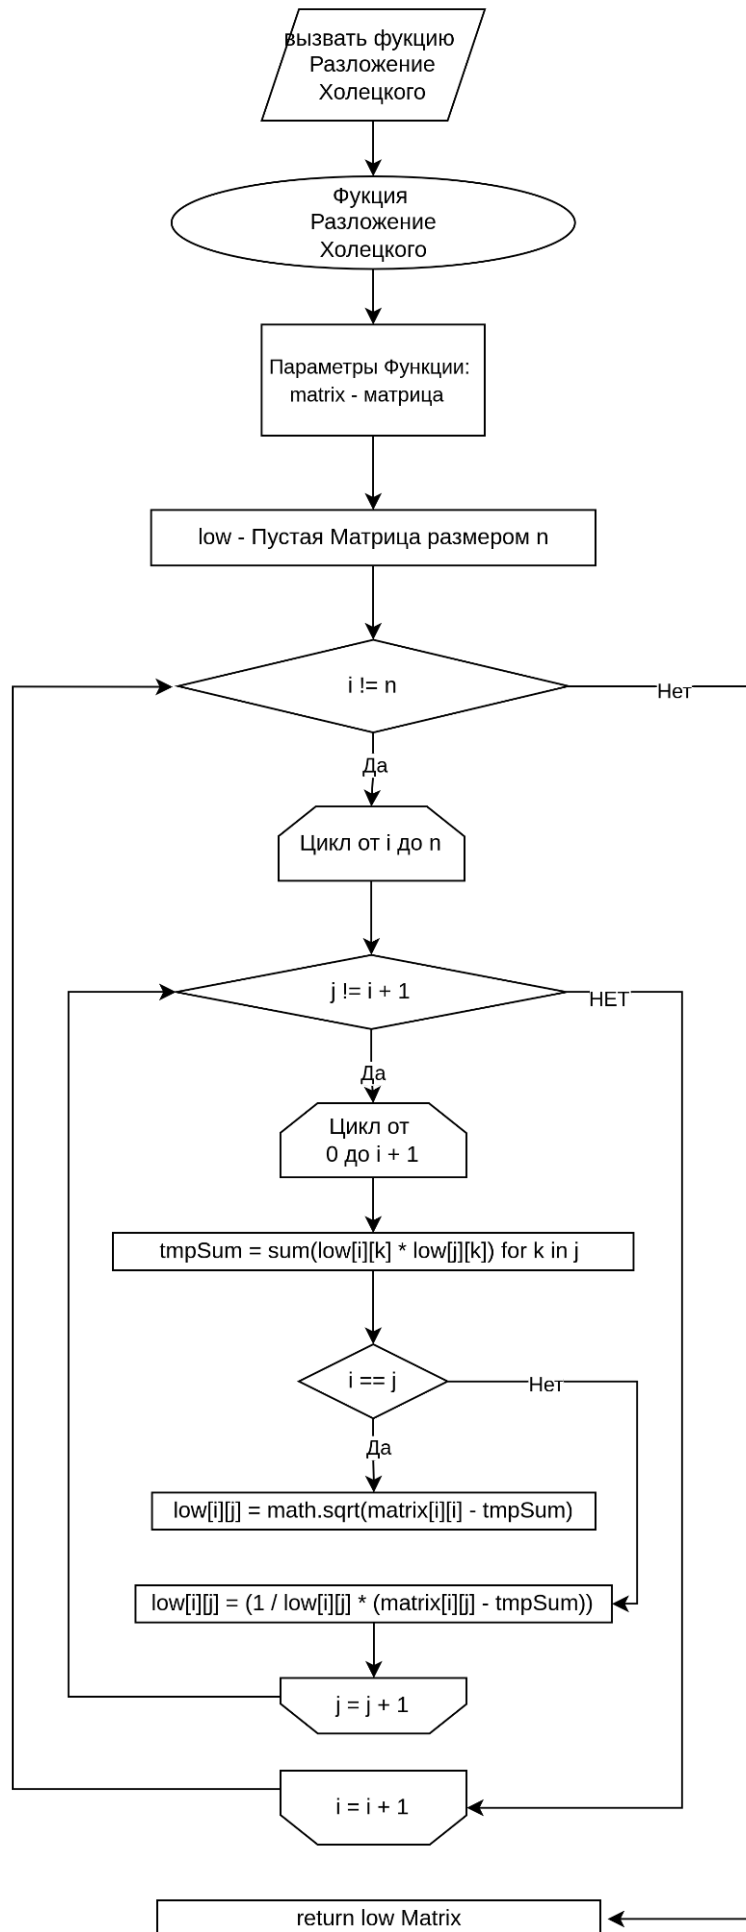 вызвать фукцию
Разложение
Холецкого
Фукция
Разложение
Холецкого
Параметры Функции:
matrix - матрица
low - Пустая Матрица размером n
i != n
Нет
Да
Цикл от i до n
j != i + 1
НЕТ
Да
Цикл от
0 до i + 1
tmpSum = sum(low[i][k] * low[j][k]) for k in j
i == j
Нет
Да
low[i][j] = math.sqrt(matrix[i][i] - tmpSum)
low[i][j] = (1 / low[i][j] * (matrix[i][j] - tmpSum))
j = j + 1
i = i + 1
return low Matrix